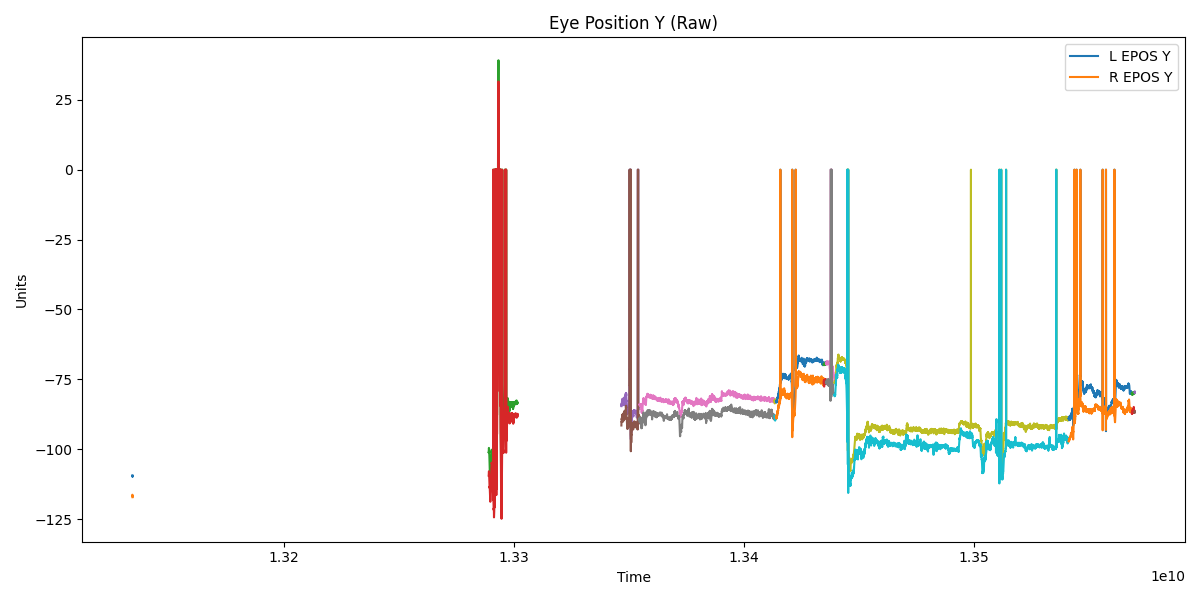 Eye Position Y (Raw)
L EPOS Y
R EPOS Y
25
0
−25
−50
−75
−100
−125
Units
1.32
1.33
1.34
1.35
Time
1e10